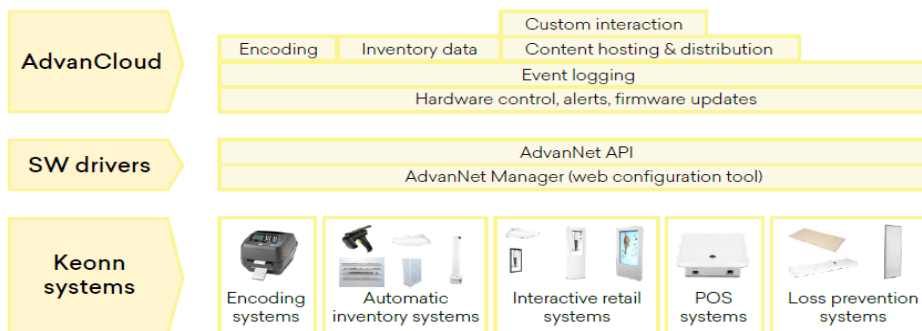 AdvanCloud
Custom interaction
Encoding
Inventory data
Content hosting & distribution
Event logging
Hardware control, alerts, firmware updates
SW drivers
AdvanNet API
AdvanNet Manager (web configuration tool)
Keonn
systems
Encoding
systems
Automatic
inventory systems
Interactive retail
systems
POS
systems
Loss prevention
systems